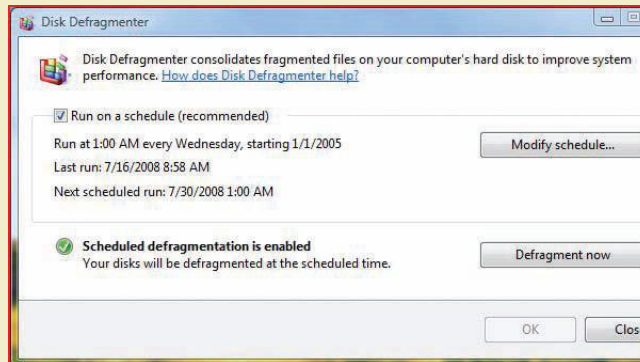 Disk Defragmenter
Disk Defragmenter consolidates fragmented files on your computer's hard disk to improve system
performance. How does Disk Defragmenter help?
Run on a schedule (recommended)
Run at 1:00 AM every Wednesday, starting 1/1/2005
Modify schedule...
Last run: 7/16/2008 8:58 AM
Next scheduled run: 7/30/2008 1:00 AM
Scheduled defragmentation is enabled
Your disks will be defragmented at the scheduled time.
Defragment now
OK
Clos